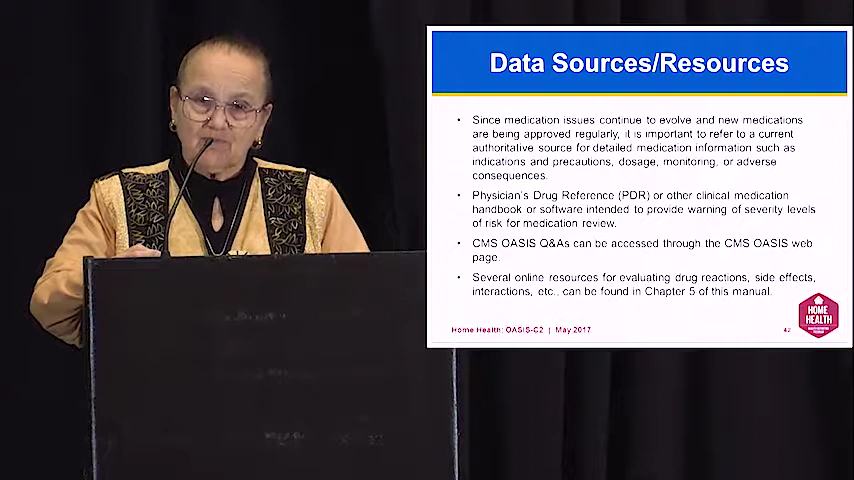 Data Sources/Resources
• Since medication issues continue to evolve and new medications
are being approved regularly, it is important to refer to a current
authoritative source for detailed medication information such as
indications and precautions, dosage, monitoring, or adverse
consequences.
• Physician's Drug Reference (PDR) or other clinical medication
handbook or software intended to provide warning of severity levels
of risk for medication review.
• CMS OASIS Q&As can be accessed through the CMS OASIS web
page.
• Several online resources for evaluating drug reactions, side effects,
interactions, etc., can be found in Chapter 5 of this manual.
Home Health: OASIS-C2 | May 2017
42
HOME
HEALTH